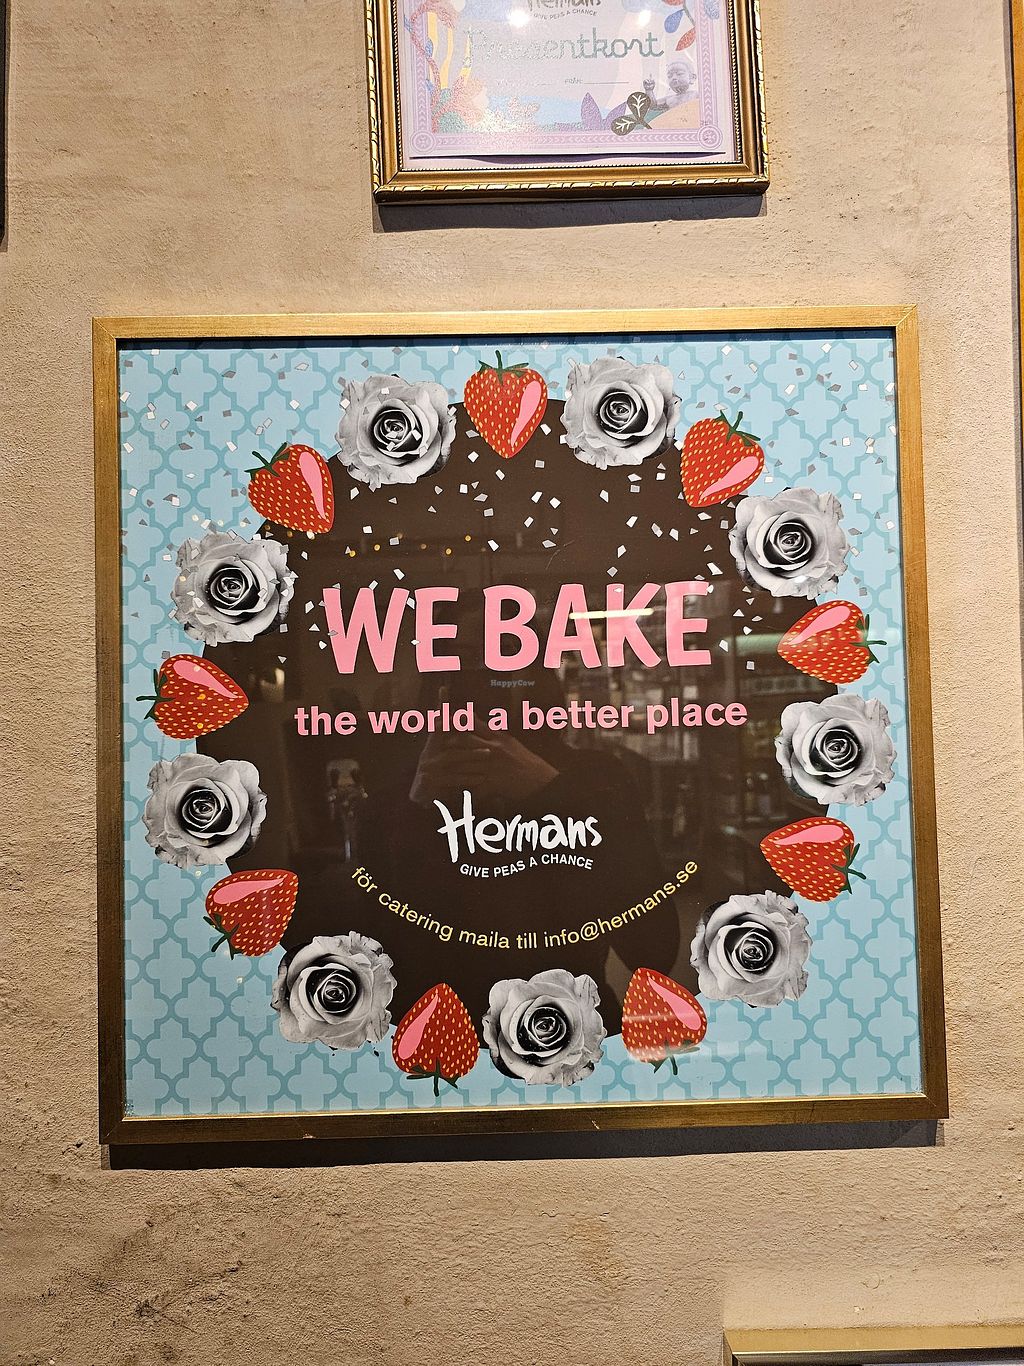 Hermans
GIVE PEAS A CHANCE
Presentkort
FRÅN:
WE BAKE
the world a better place
HappyCow
Hermans
GIVE PEAS A CHANCE
för catering maila till info@hermans.se